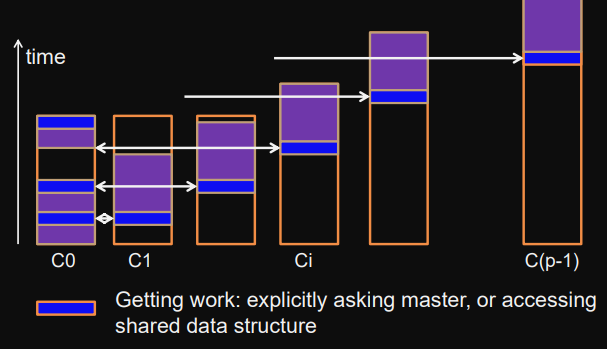 time
C0
C1
Ci
C(p-1)
Getting work: explicitly asking master, or accessing
shared data structure